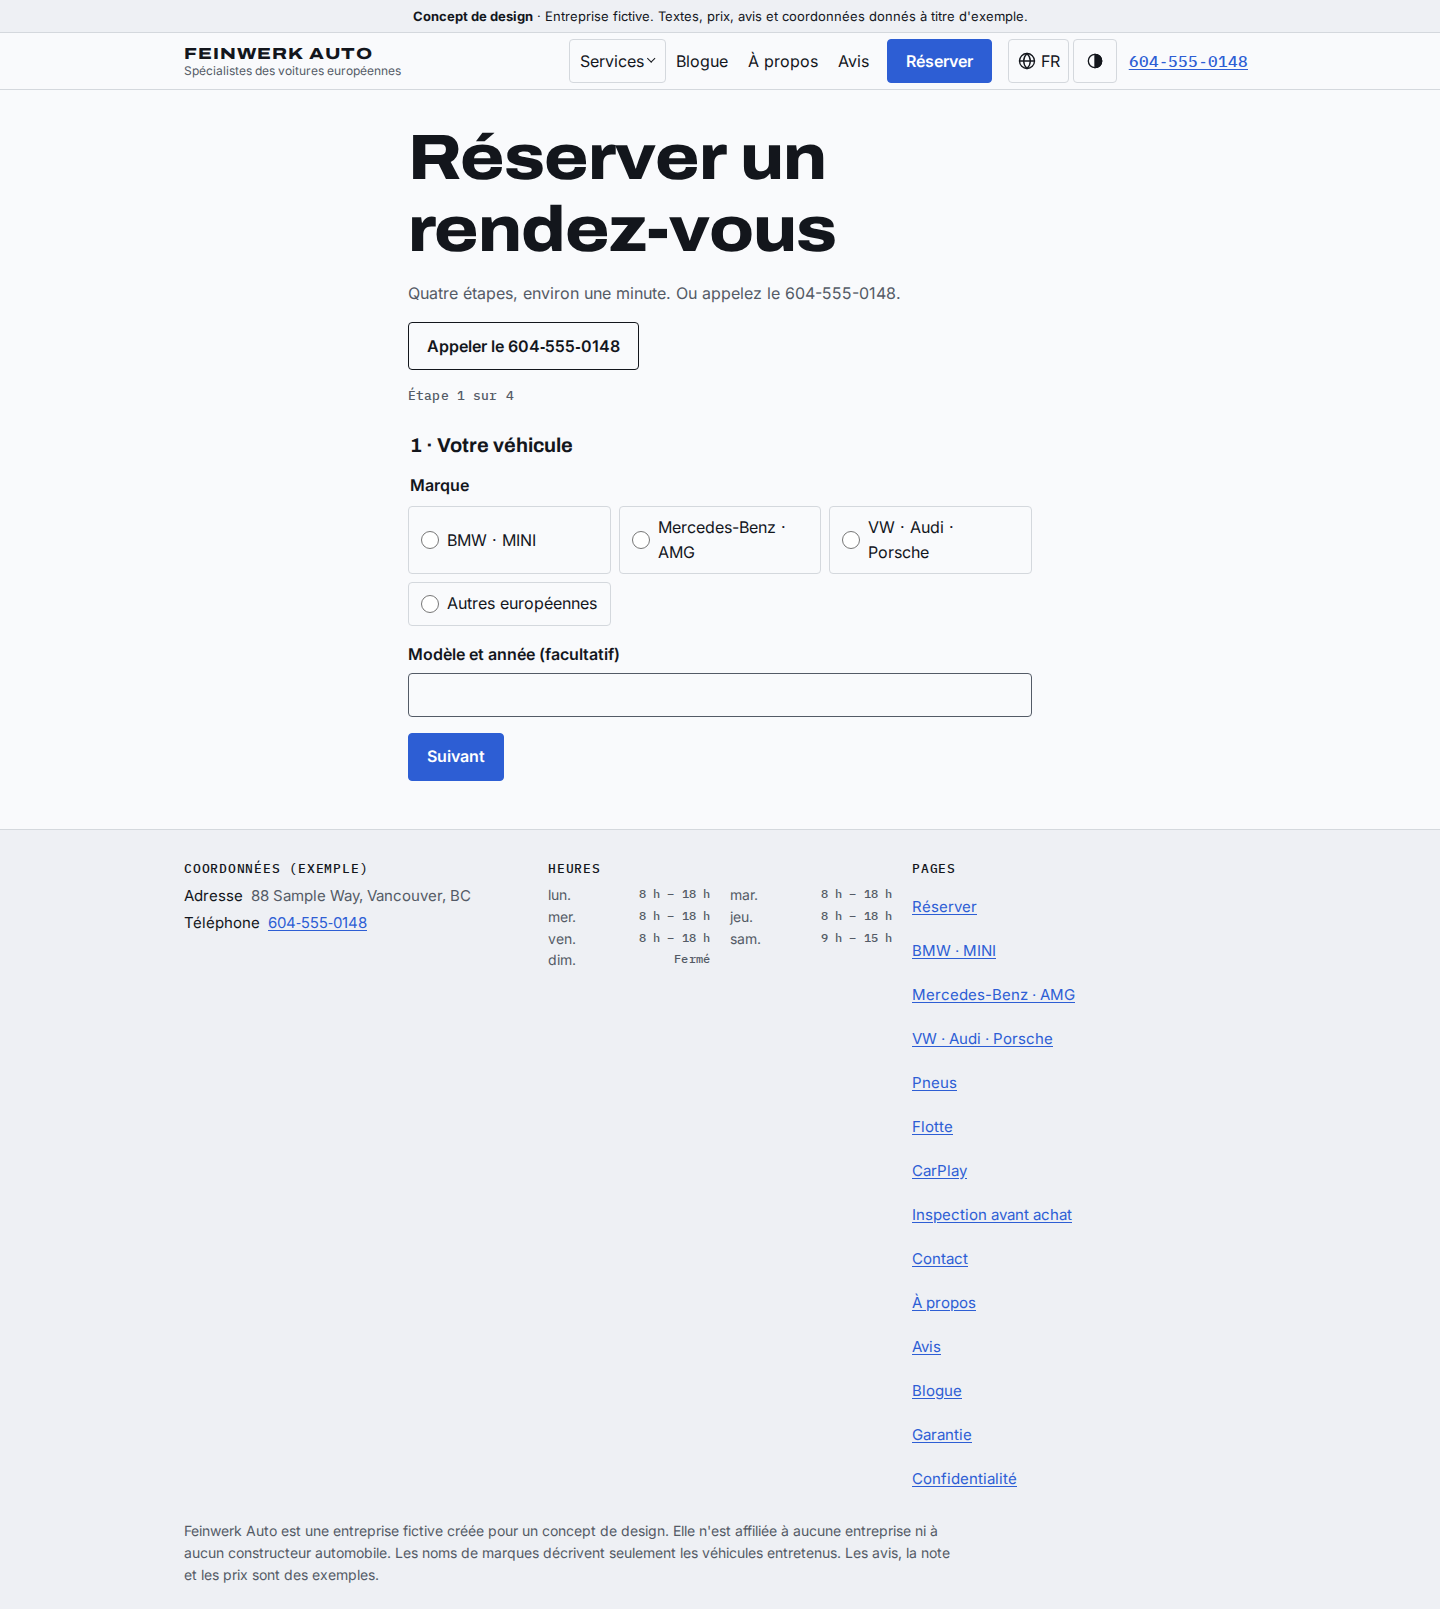 Concept de design · Entreprise fictive. Textes, prix, avis et coordonnées donnés à titre d'exemple.
FEINWERK AUTO
Spécialistes des voitures européennes
Services
Blogue
À propos
Avis
Réserver
FR
604-555-0148
Réserver un
rendez-vous
Quatre étapes, environ une minute. Ou appelez le 604-555-0148.
Appeler le 604-555-0148
Étape 1 sur 4
1 · Votre véhicule
Marque
BMW · MINI
Mercedes-Benz ·
AMG
VW · Audi ·
Porsche
Autres européennes
Modèle et année (facultatif)
Suivant
COORDONNÉES (EXEMPLE)
Adresse 88 Sample Way, Vancouver, BC
Téléphone 604-555-0148
HEURES
lun. 8 h – 18 h mar. 8 h – 18 h
mer. 8 h – 18 h jeu. 8 h – 18 h
ven. 8 h – 18 h sam. 9 h – 15 h
dim. Fermé
PAGES
Réserver
BMW · MINI
Mercedes-Benz · AMG
VW · Audi · Porsche
Pneus
Flotte
CarPlay
Inspection avant achat
Contact
À propos
Avis
Blogue
Garantie
Confidentialité
Feinwerk Auto est une entreprise fictive créée pour un concept de design. Elle n'est affiliée à aucune entreprise ni à
aucun constructeur automobile. Les noms de marques décrivent seulement les véhicules entretenus. Les avis, la note
et les prix sont des exemples.